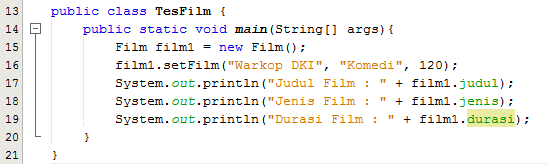 13 public class TesFilm {
14 public static void main(String[] args){
15 Film film1 = new Film();
16 film1.setFilm("Warkop DKI", "Komedi", 120);
17 System.out.println("Judul Film : " + film1.judul);
18 System.out.println("Jenis Film : " + film1.jenis);
19 System.out.println("Durasi Film : " + film1.durasi);
20 }
21 }